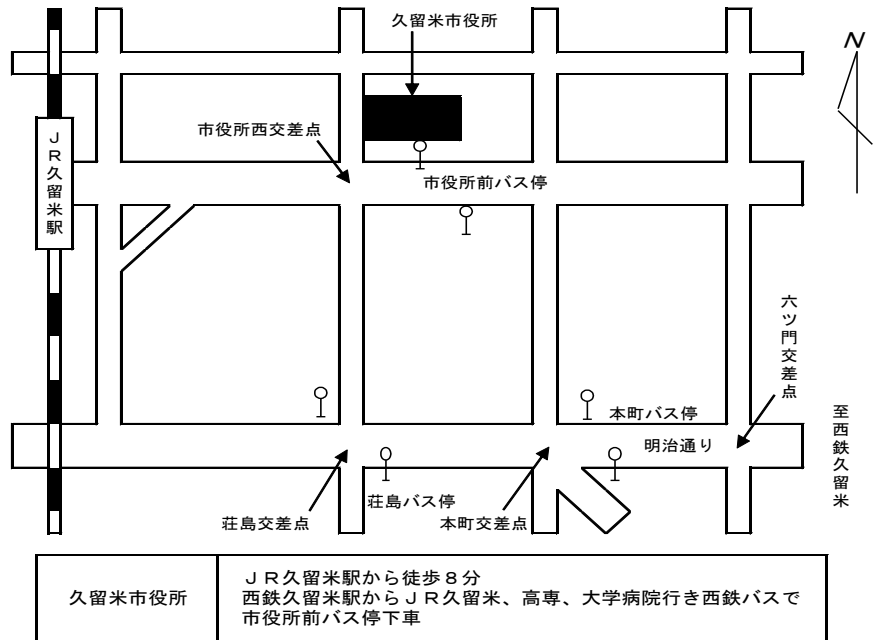 久留米市役所
N
市役所西交差点
ＪＲ久留米駅
市役所前バス停
六ツ門交差点
本町バス停
至西鉄久留米
明治通り
荘島バス停
荘島交差点
本町交差点
久留米市役所
ＪＲ久留米駅から徒歩８分
西鉄久留米駅からＪＲ久留米、高専、大学病院行き西鉄バスで
市役所前バス停下車